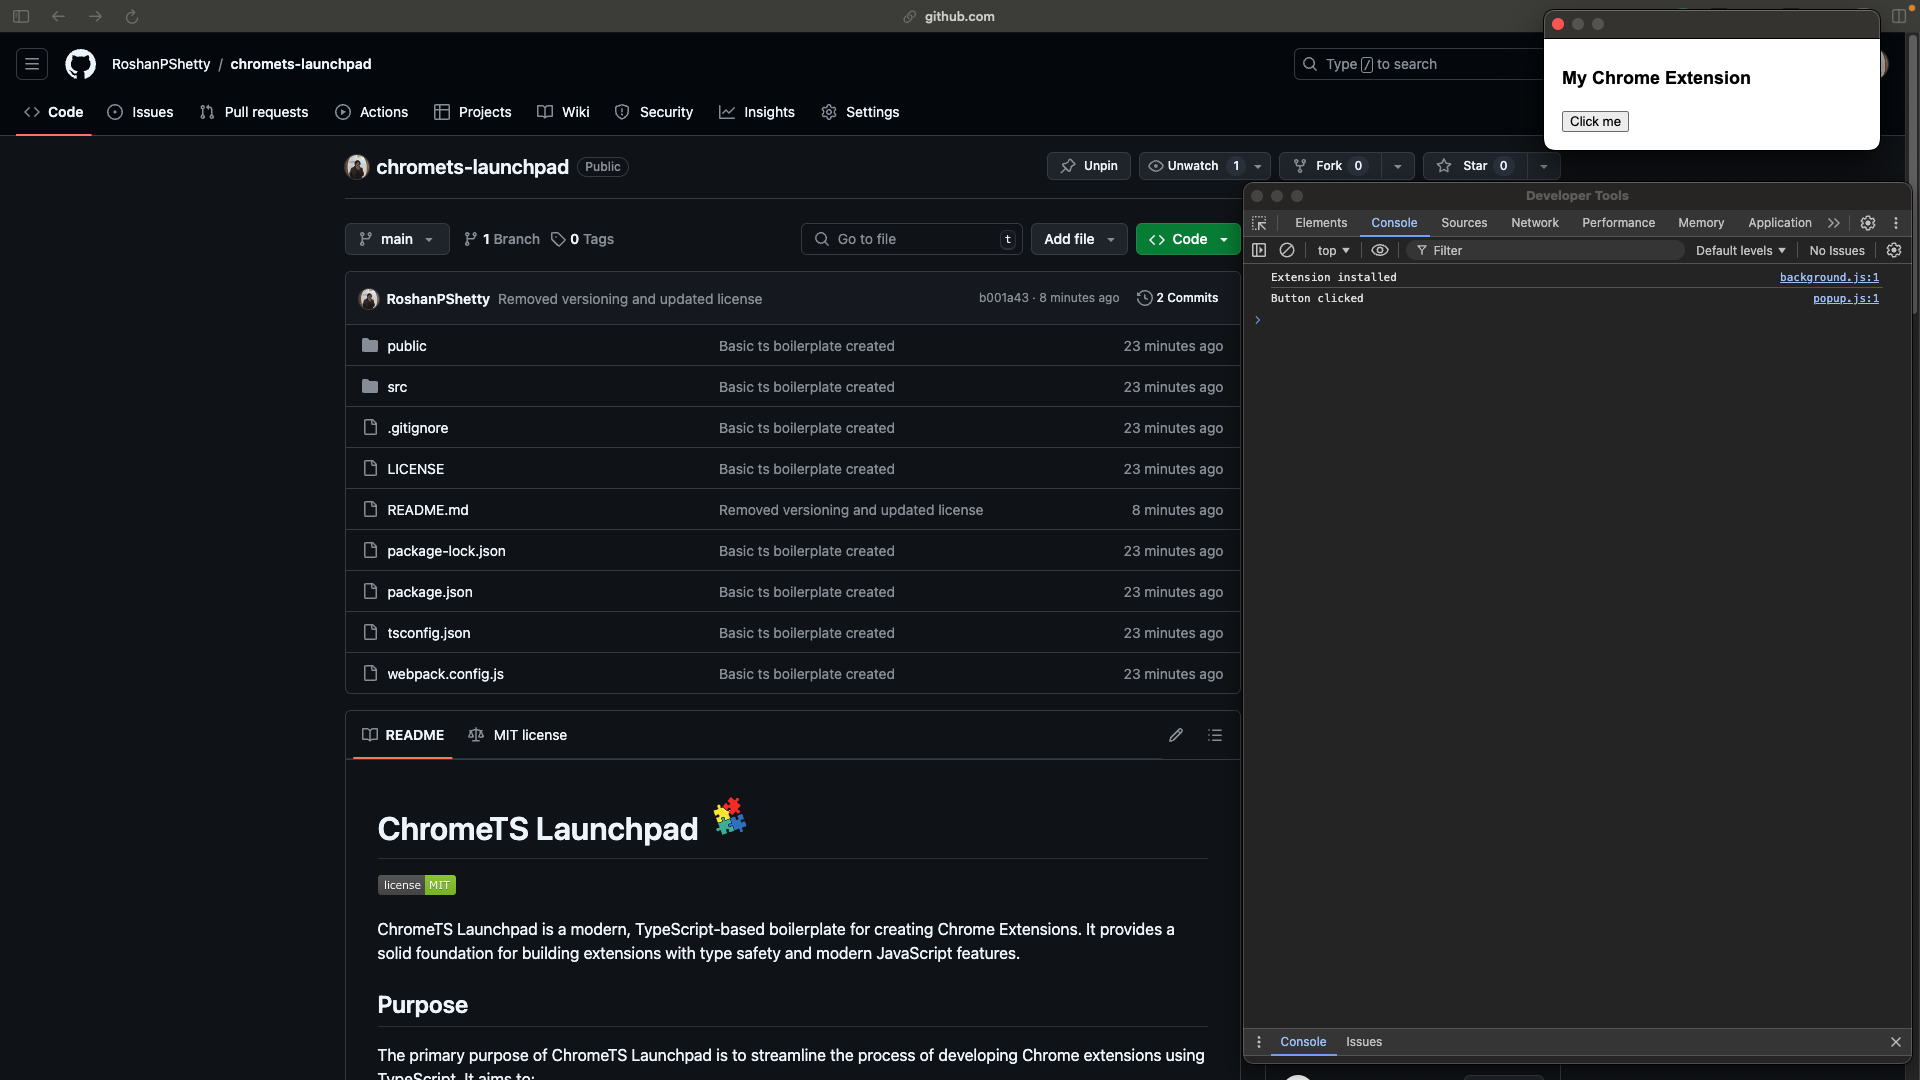 github.com
RoshanPShetty / chromets-launchpad
Type / to search
Code Issues Pull requests Actions Projects Wiki Security Insights Settings
My Chrome Extension
Click me
chromets-launchpad Public
Unpin Unwatch 1 Fork 0 Star 0
main 1 Branch 0 Tags Go to file t Add file Code
RoshanPShetty Removed versioning and updated license b001a43 · 8 minutes ago 2 Commits
public Basic ts boilerplate created 23 minutes ago
src Basic ts boilerplate created 23 minutes ago
.gitignore Basic ts boilerplate created 23 minutes ago
LICENSE Basic ts boilerplate created 23 minutes ago
README.md Removed versioning and updated license 8 minutes ago
package-lock.json Basic ts boilerplate created 23 minutes ago
package.json Basic ts boilerplate created 23 minutes ago
tsconfig.json Basic ts boilerplate created 23 minutes ago
webpack.config.js Basic ts boilerplate created 23 minutes ago
README MIT license
ChromeTS Launchpad
license MIT
ChromeTS Launchpad is a modern, TypeScript-based boilerplate for creating Chrome Extensions. It provides a
solid foundation for building extensions with type safety and modern JavaScript features.
Purpose
The primary purpose of ChromeTS Launchpad is to streamline the process of developing Chrome extensions using
TypeScript. It aims to:
Developer Tools
Elements Console Sources Network Performance Memory Application
top Filter Default levels No Issues
Extension installed background.js:1
Button clicked popup.js:1
Console Issues